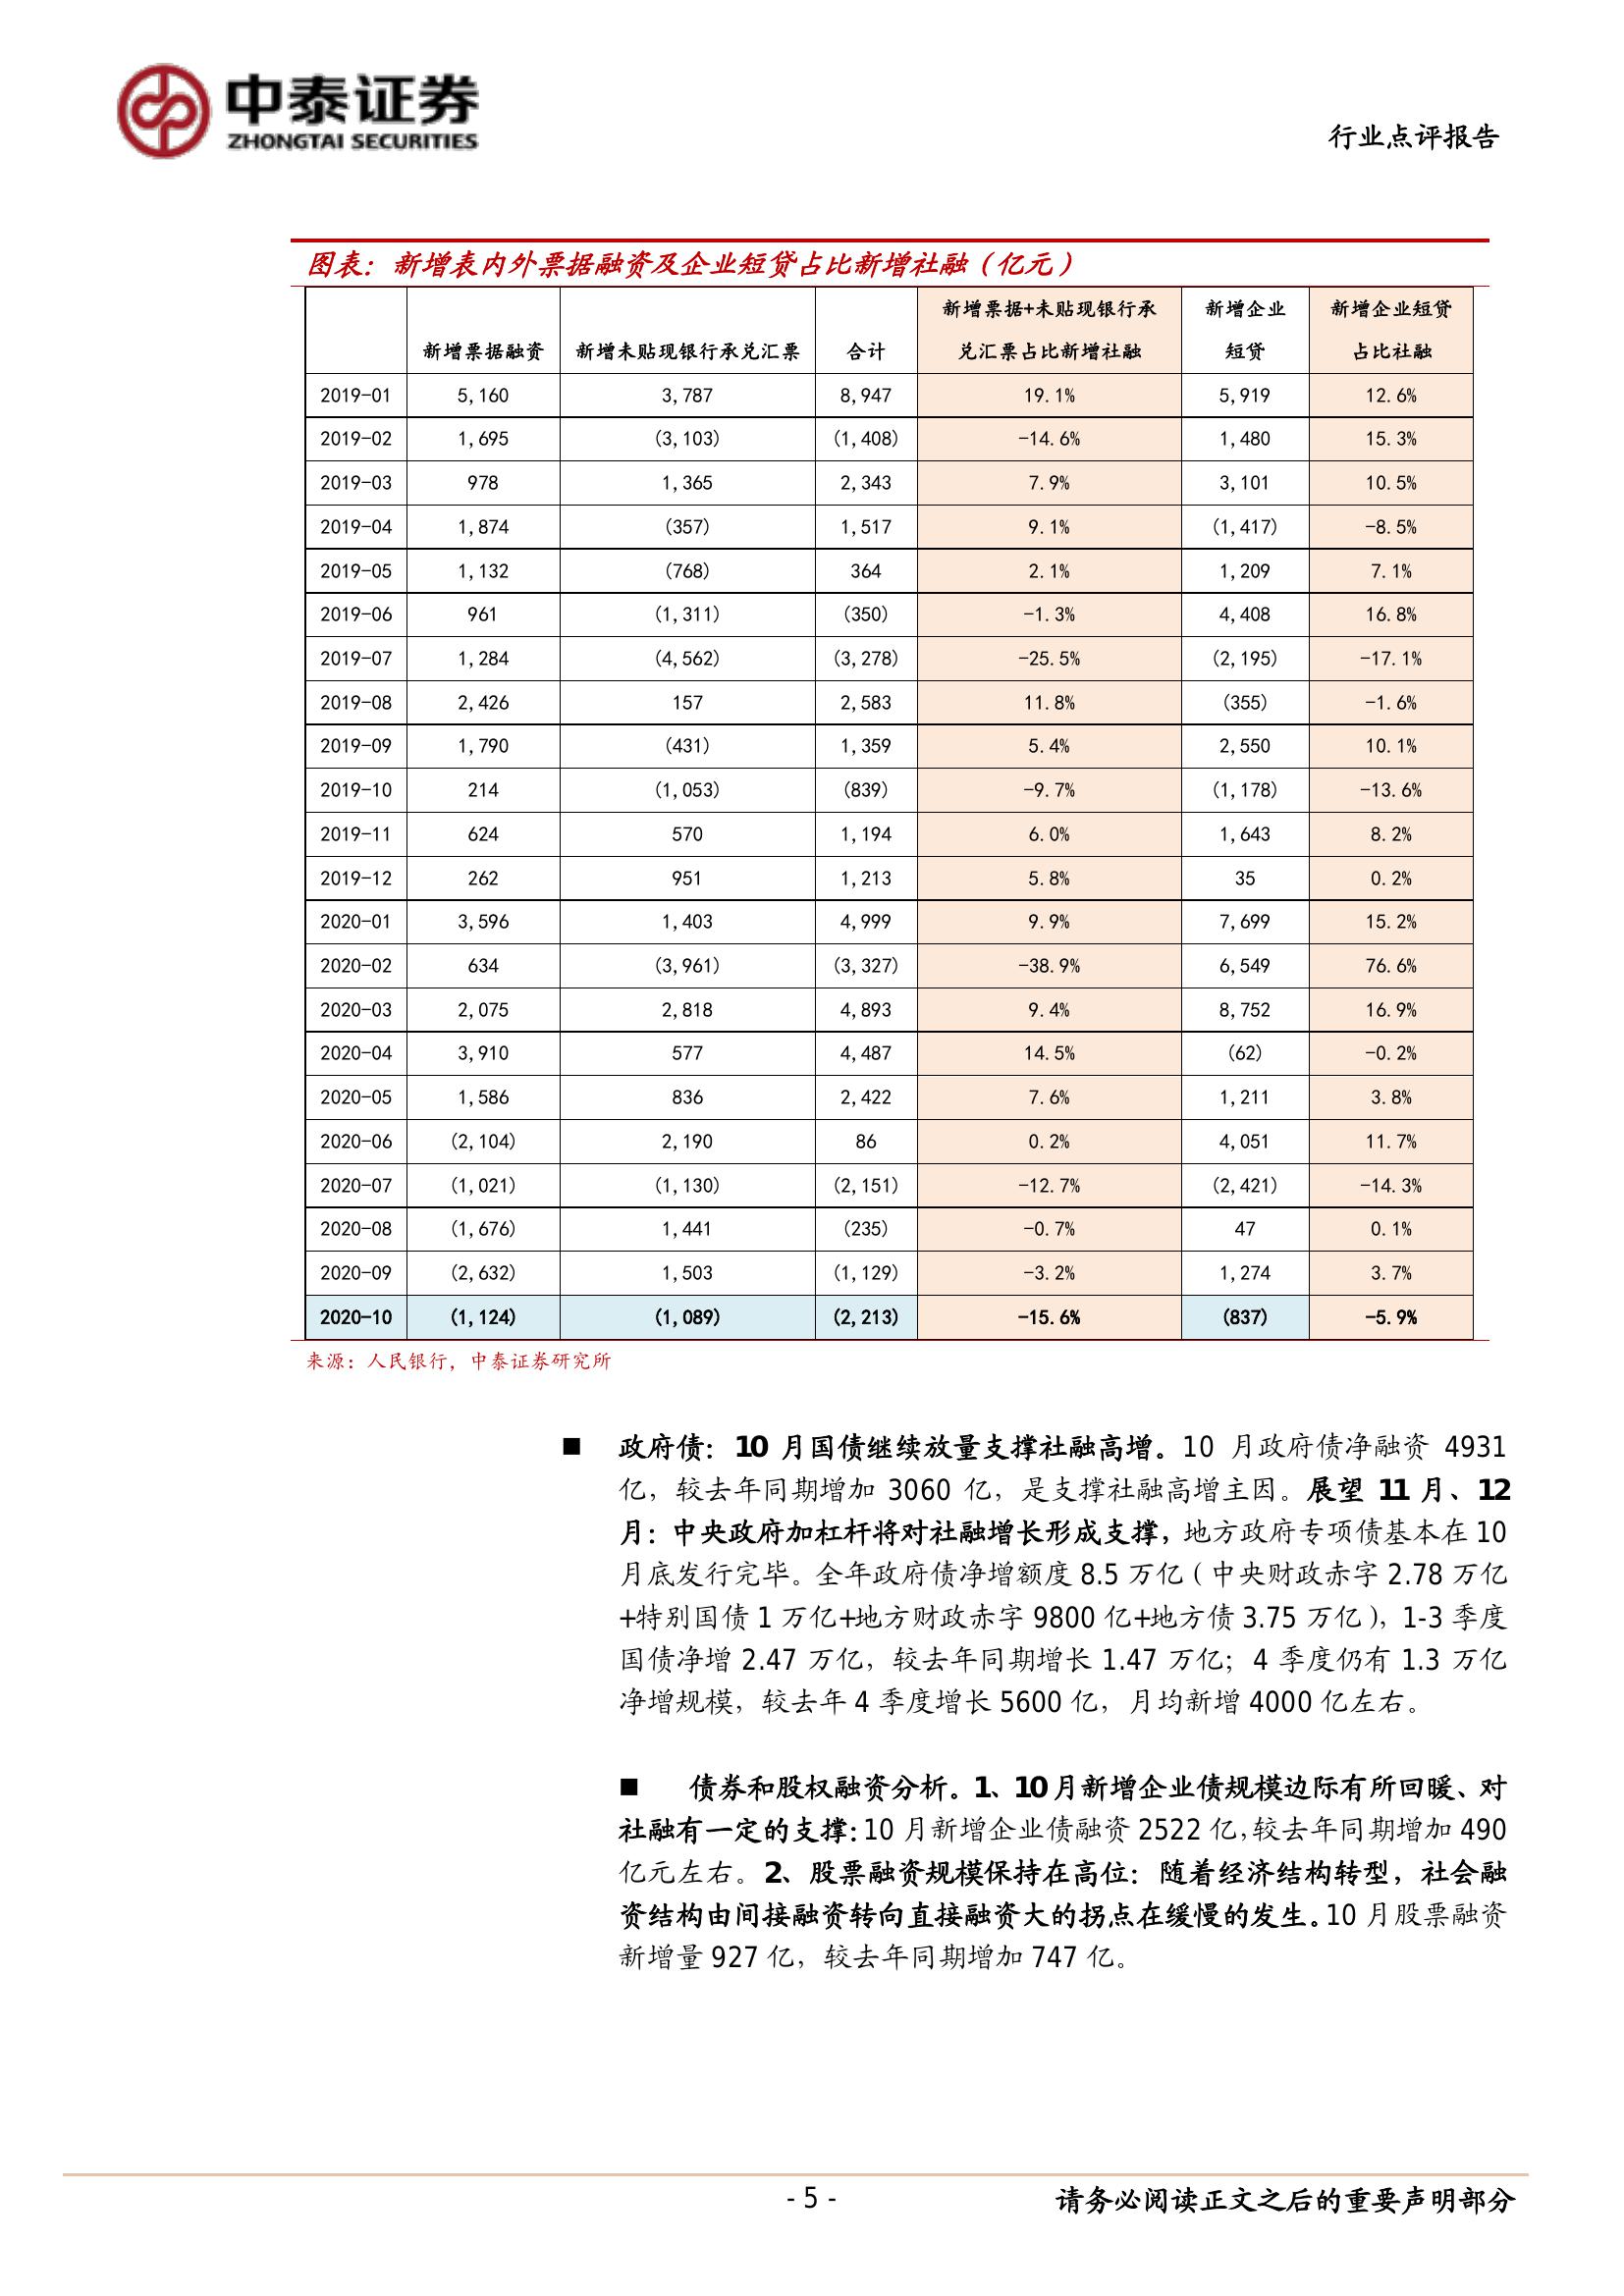 中泰证券
ZHONGTAI SECURITIES
行业点评报告
图表：新增表内外票据融资及企业短贷占比新增社融（亿元）
新增票据融资 新增未贴现银行承兑汇票 合计 新增票据+未贴现银行承兑汇票占比新增社融 新增企业短贷 新增企业短贷占比社融
2019-01 5,160 3,787 8,947 19.1% 5,919 12.6%
2019-02 1,695 (3,103) (1,408) -14.6% 1,480 15.3%
2019-03 978 1,365 2,343 7.9% 3,101 10.5%
2019-04 1,874 (357) 1,517 9.1% (1,417) -8.5%
2019-05 1,132 (768) 364 2.1% 1,209 7.1%
2019-06 961 (1,311) (350) -1.3% 4,408 16.8%
2019-07 1,284 (4,562) (3,278) -25.5% (2,195) -17.1%
2019-08 2,426 157 2,583 11.8% (355) -1.6%
2019-09 1,790 (431) 1,359 5.4% 2,550 10.1%
2019-10 214 (1,053) (839) -9.7% (1,178) -13.6%
2019-11 624 570 1,194 6.0% 1,643 8.2%
2019-12 262 951 1,213 5.8% 35 0.2%
2020-01 3,596 1,403 4,999 9.9% 7,699 15.2%
2020-02 634 (3,961) (3,327) -38.9% 6,549 76.6%
2020-03 2,075 2,818 4,893 9.4% 8,752 16.9%
2020-04 3,910 577 4,487 14.5% (62) -0.2%
2020-05 1,586 836 2,422 7.6% 1,211 3.8%
2020-06 (2,104) 2,190 86 0.2% 4,051 11.7%
2020-07 (1,021) (1,130) (2,151) -12.7% (2,421) -14.3%
2020-08 (1,676) 1,441 (235) -0.7% 47 0.1%
2020-09 (2,632) 1,503 (1,129) -3.2% 1,274 3.7%
2020-10 (1,124) (1,089) (2,213) -15.6% (837) -5.9%
来源：人民银行，中泰证券研究所
■ 政府债：10 月国债继续放量支撑社融高增。10 月政府债净融资 4931
亿，较去年同期增加 3060 亿，是支撑社融高增主因。展望 11 月、12
月：中央政府加杠杆将对社融增长形成支撑，地方政府专项债基本在 10
月底发行完毕。全年政府债净增额度 8.5 万亿（中央财政赤字 2.78 万亿
+特别国债 1 万亿+地方财政赤字 9800 亿+地方债 3.75 万亿），1-3 季度
国债净增 2.47 万亿，较去年同期增长 1.47 万亿；4 季度仍有 1.3 万亿
净增规模，较去年 4 季度增长 5600 亿，月均新增 4000 亿左右。
■ 债券和股权融资分析。1、10 月新增企业债规模边际有所回暖、对
社融有一定的支撑：10 月新增企业债融资 2522 亿，较去年同期增加 490
亿元左右。2、股票融资规模保持在高位：随着经济结构转型，社会融
资结构由间接融资转向直接融资大的拐点在缓慢的发生。10 月股票融资
新增量 927 亿，较去年同期增加 747 亿。
- 5 -
请务必阅读正文之后的重要声明部分